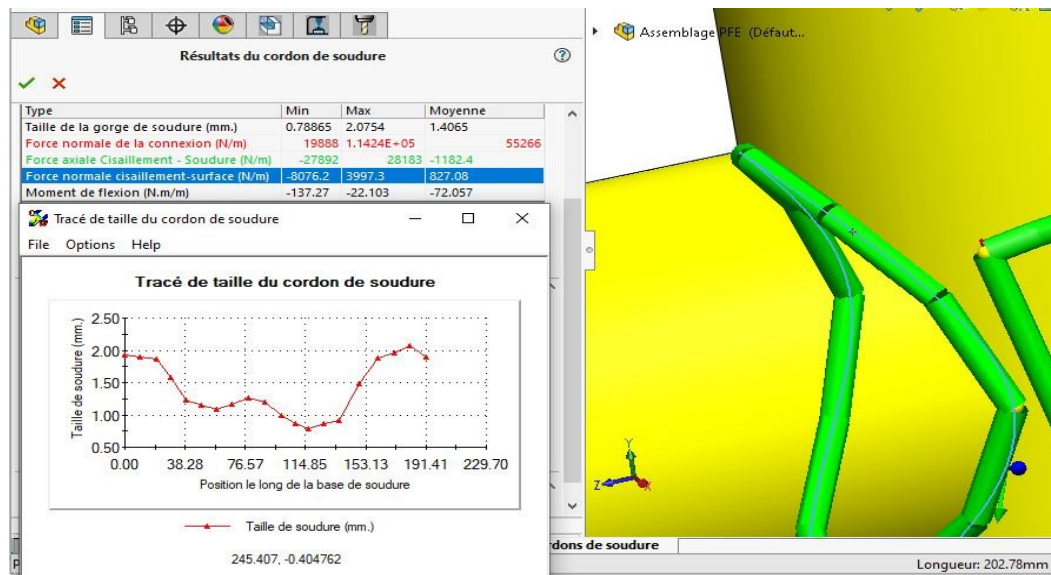 Résultats du cordon de soudure
Type Min Max Moyenne
Taille de la gorge de soudure (mm.) 0.78865 2.0754 1.4065
Force normale de la connexion (N/m) 19888 1.1424E+05 55266
Force axiale Cisaillement - Soudure (N/m) -27892 28183 -1182.4
Force normale cisaillement-surface (N/m) -8076.2 3997.3 827.08
Moment de flexion (N.m/m) -137.27 -22.103 -72.057
Tracé de taille du cordon de soudure
File Options Help
Tracé de taille du cordon de soudure
Taille de soudure (mm.)
2.50
2.00
1.50
1.00
0.50
0.00 38.28 76.57 114.85 153.13 191.41 229.70
Position le long de la base de soudure
Taille de soudure (mm.)
245.407, -0.404762
Assemblage PFE (Défaut...
Y
Z
X
dons de soudure
Longueur: 202.78mm